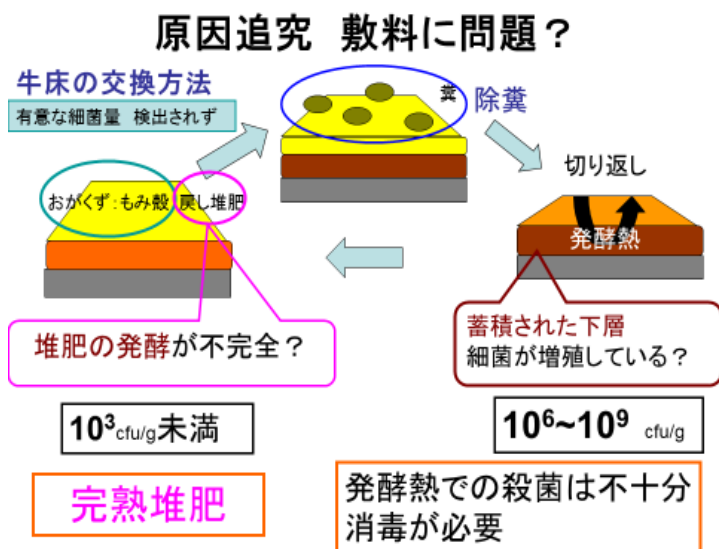 原因追究 敷料に問題？
牛床の交換方法
有意な細菌量 検出されず
糞
除糞
切り返し
おがくず：もみ殻
戻し堆肥
発酵熱
堆肥の発酵が不完全？
蓄積された下層
細菌が増殖している？
10³cfu/g未満
10⁶~10⁹ cfu/g
完熟堆肥
発酵熱での殺菌は不十分
消毒が必要